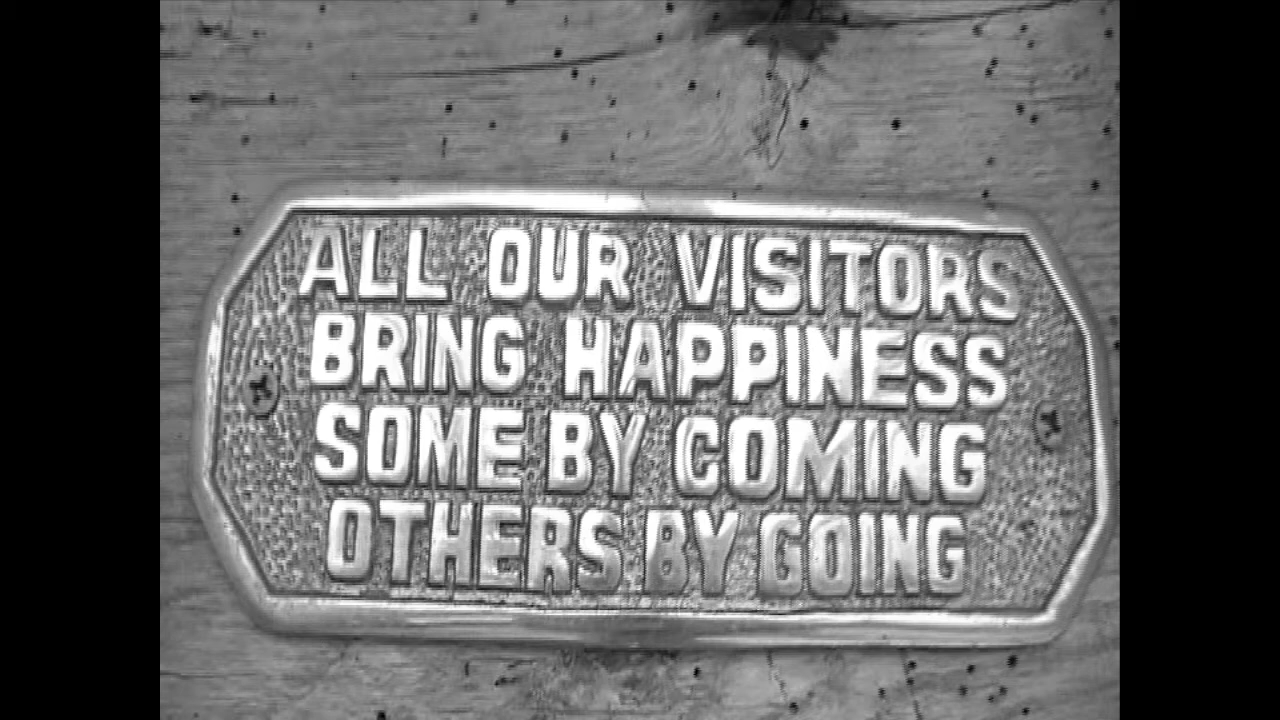 ALL OUR VISITORS
BRING HAPPINESS
SOME BY COMING
OTHERS BY GOING